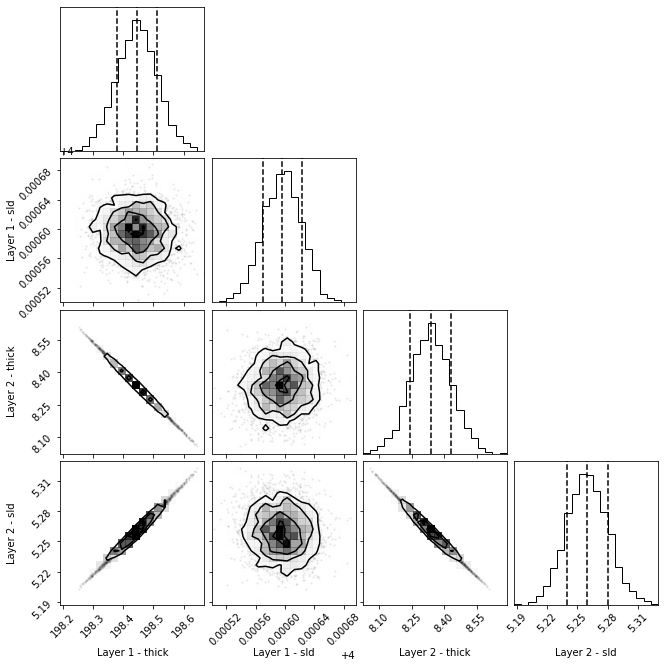 +4
Layer 1 - sld
0.00068
0.00064
0.00060
0.00056
0.00052
Layer 2 - thick
8.55
8.40
8.25
8.10
Layer 2 - sld
5.31
5.28
5.25
5.22
5.19
198.2 198.3 198.4 198.5 198.6
0.00052 0.00056 0.00060 0.00064 0.00068
8.10 8.25 8.40 8.55
5.19 5.22 5.25 5.28 5.31
Layer 1 - thick
Layer 1 - sld
+4
Layer 2 - thick
Layer 2 - sld